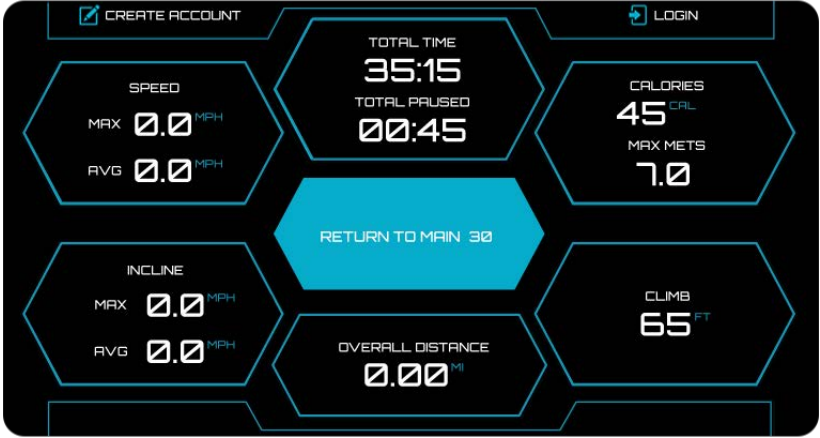 CREATE ACCOUNT
LOGIN
TOTAL TIME
35:15
TOTAL PAUSED
00:45
SPEED
MAX 0.0 MPH
AVG 0.0 MPH
CALORIES
45 CAL
MAX METS
7.0
RETURN TO MAIN 30
INCLINE
MAX 0.0 MPH
AVG 0.0 MPH
OVERALL DISTANCE
0.00 MI
CLIMB
65 FT